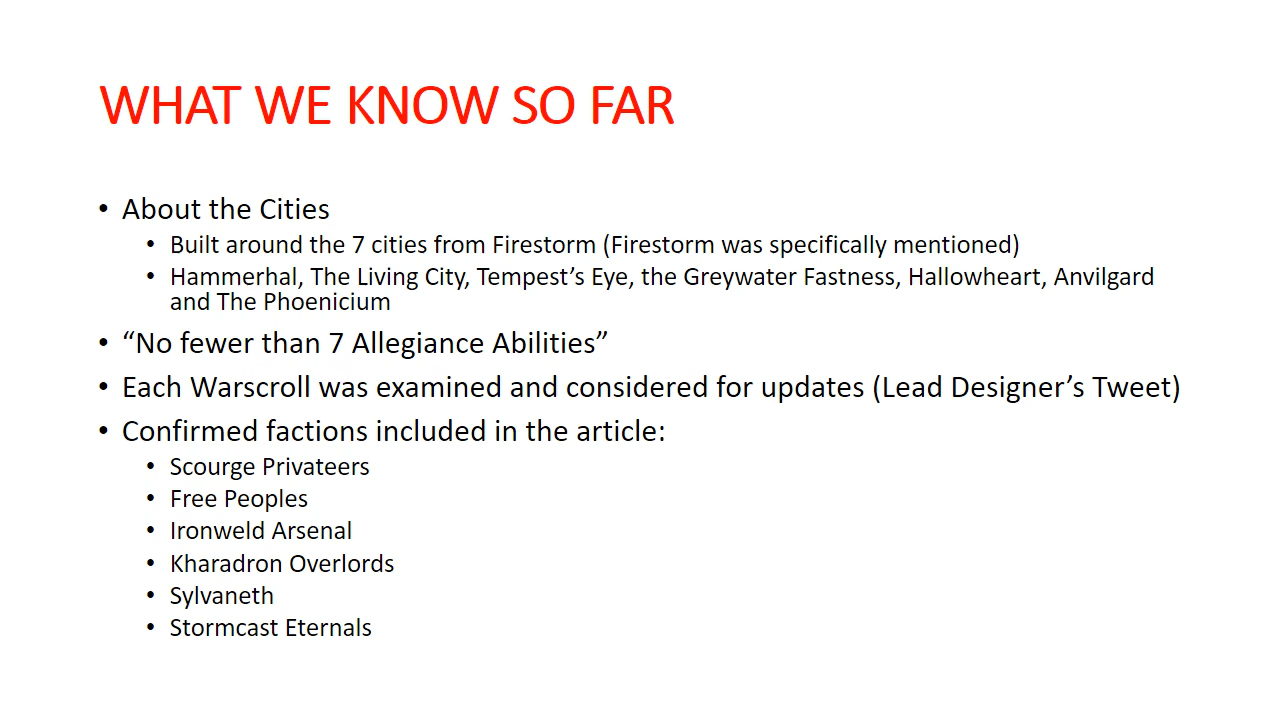 WHAT WE KNOW SO FAR
• About the Cities
• Built around the 7 cities from Firestorm (Firestorm was specifically mentioned)
• Hammerhal, The Living City, Tempest’s Eye, the Greywater Fastness, Hallowheart, Anvilgard
and The Phoenicium
• “No fewer than 7 Allegiance Abilities”
• Each Warscroll was examined and considered for updates (Lead Designer’s Tweet)
• Confirmed factions included in the article:
• Scourge Privateers
• Free Peoples
• Ironweld Arsenal
• Kharadron Overlords
• Sylvaneth
• Stormcast Eternals